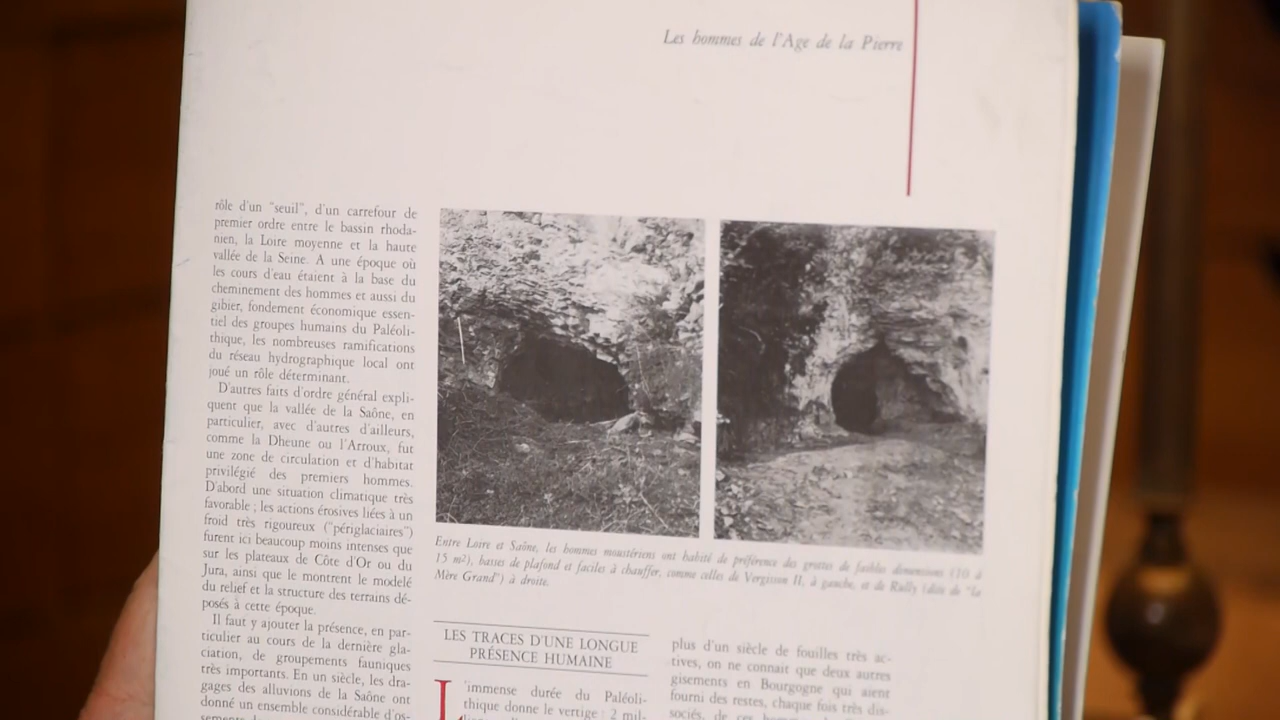 Les hommes de l'Age de la Pierre
rôle d'un "seuil", d'un carrefour de
premier ordre entre le bassin rhoda-
nien, la Loire moyenne et la haute
vallée de la Seine. A une époque où
les cours d'eau étaient à la base du
cheminement des hommes et aussi du
gibier, fondement économique essen-
tiel des groupes humains du Paléoli-
thique, les nombreuses ramifications
du réseau hydrographique local ont
joué un rôle déterminant.
D'autres faits d'ordre général expli-
quent que la vallée de la Saône, en
particulier, avec d'autres d'ailleurs,
comme la Dheune ou l'Arroux, fut
une zone de circulation et d'habitat
privilégié des premiers hommes.
D'abord une situation climatique très
favorable ; les actions érosives liées à un
froid très rigoureux ("périglaciaires")
furent ici beaucoup moins intenses que
sur les plateaux de Côte d'Or ou du
Jura, ainsi que le montrent le modelé
du relief et la structure des terrains dé-
posés à cette époque.
Il faut y ajouter la présence, en par-
ticulier au cours de la dernière gla-
ciation, de groupements fauniques
très importants. En un siècle, les dra-
gages des alluvions de la Saône ont
donné un ensemble considérable d'os-
Entre Loire et Saône, les hommes moustériens ont habité de préférence des grottes de faibles dimensions (10 à
15 m²), basses de plafond et faciles à chauffer, comme celles de Vergisson II, à gauche, et de Rully (dite de "la
Mère Grand") à droite.
LES TRACES D'UNE LONGUE
PRÉSENCE HUMAINE
L'immense durée du Paléoli-
thique donne le vertige : 2 mil-
plus d'un siècle de fouilles très ac-
tives, on ne connait que deux autres
gisements en Bourgogne qui aient
fourni des restes, chaque fois très dis-
sociés, de ces